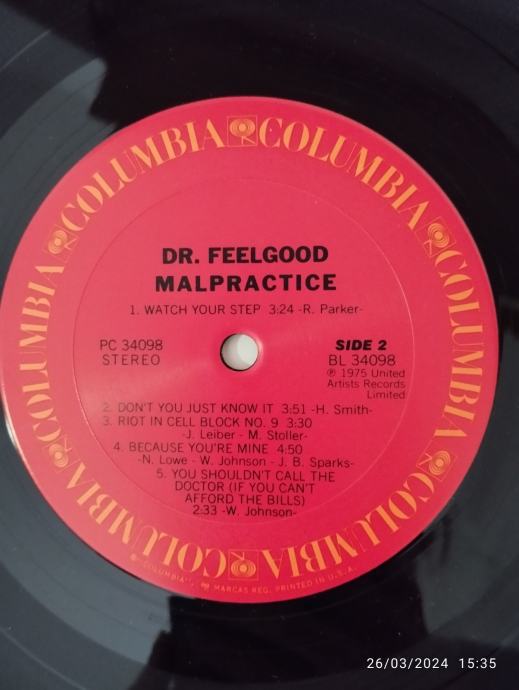 COLUMBIA COLUMBIA COLUMBIA COLUMBIA COLUMBIA COLUMBIA COLUMBIA
DR. FEELGOOD
MALPRACTICE
1. WATCH YOUR STEP 3:24 -R. Parker-
PC 34098
STEREO
SIDE 2
BL 34098
℗ 1975 United
Artists Records
Limited
2. DON'T YOU JUST KNOW IT 3:51 -H. Smith-
3. RIOT IN CELL BLOCK NO. 9 3:30
-J. Leiber - M. Stoller-
4. BECAUSE YOU'RE MINE 4:50
-N. Lowe - W. Johnson - J. B. Sparks-
5. YOU SHOULDN'T CALL THE
DOCTOR (IF YOU CAN'T
AFFORD THE BILLS)
2:33 -W. Johnson-
"COLUMBIA", MARCAS REG. PRINTED IN U.S.A.
26/03/2024 15:35